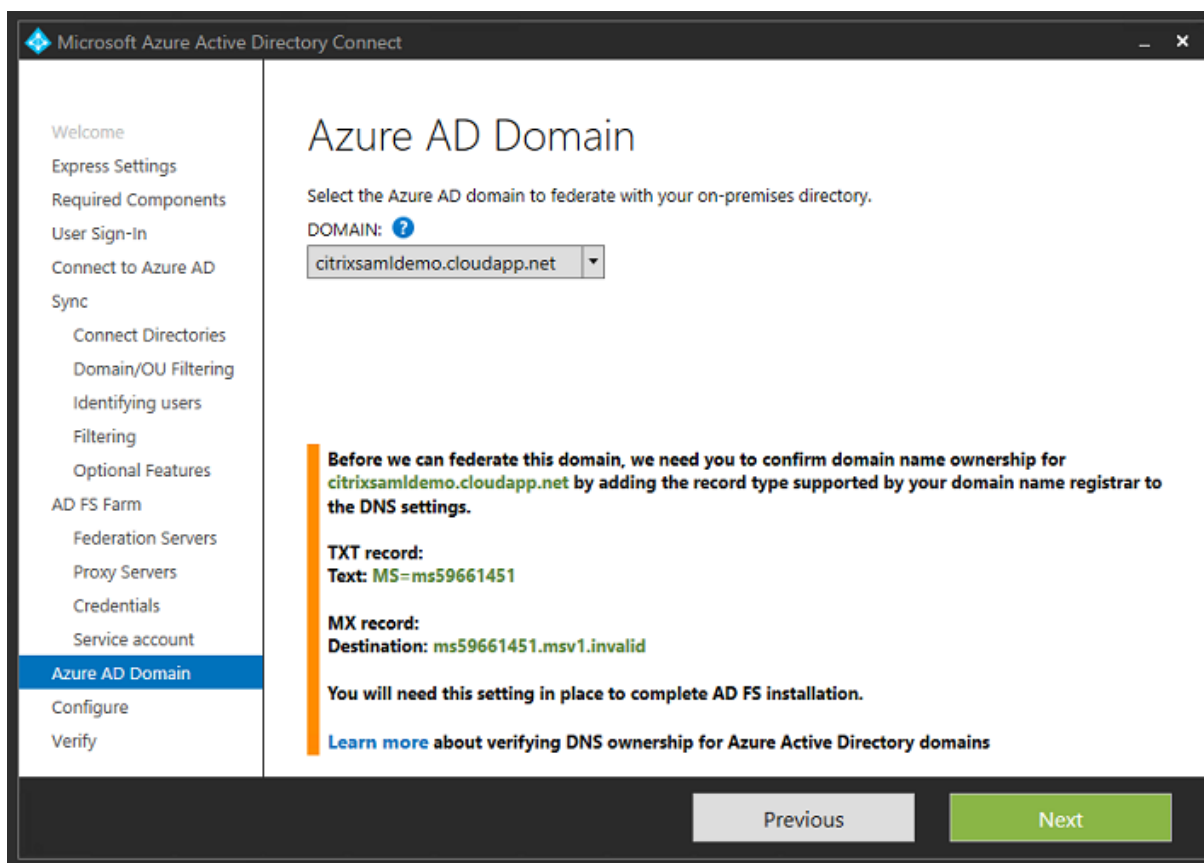 Microsoft Azure Active Directory Connect
Welcome
Express Settings
Required Components
User Sign-In
Connect to Azure AD
Sync
Connect Directories
Domain/OU Filtering
Identifying users
Filtering
Optional Features
AD FS Farm
Federation Servers
Proxy Servers
Credentials
Service account
Azure AD Domain
Configure
Verify
Azure AD Domain
Select the Azure AD domain to federate with your on-premises directory.
DOMAIN: ?
citrixsamldemo.cloudapp.net
Before we can federate this domain, we need you to confirm domain name ownership for
citrixsamldemo.cloudapp.net by adding the record type supported by your domain name registrar to
the DNS settings.
TXT record:
Text: MS=ms59661451
MX record:
Destination: ms59661451.msv1.invalid
You will need this setting in place to complete AD FS installation.
Learn more about verifying DNS ownership for Azure Active Directory domains
Previous
Next